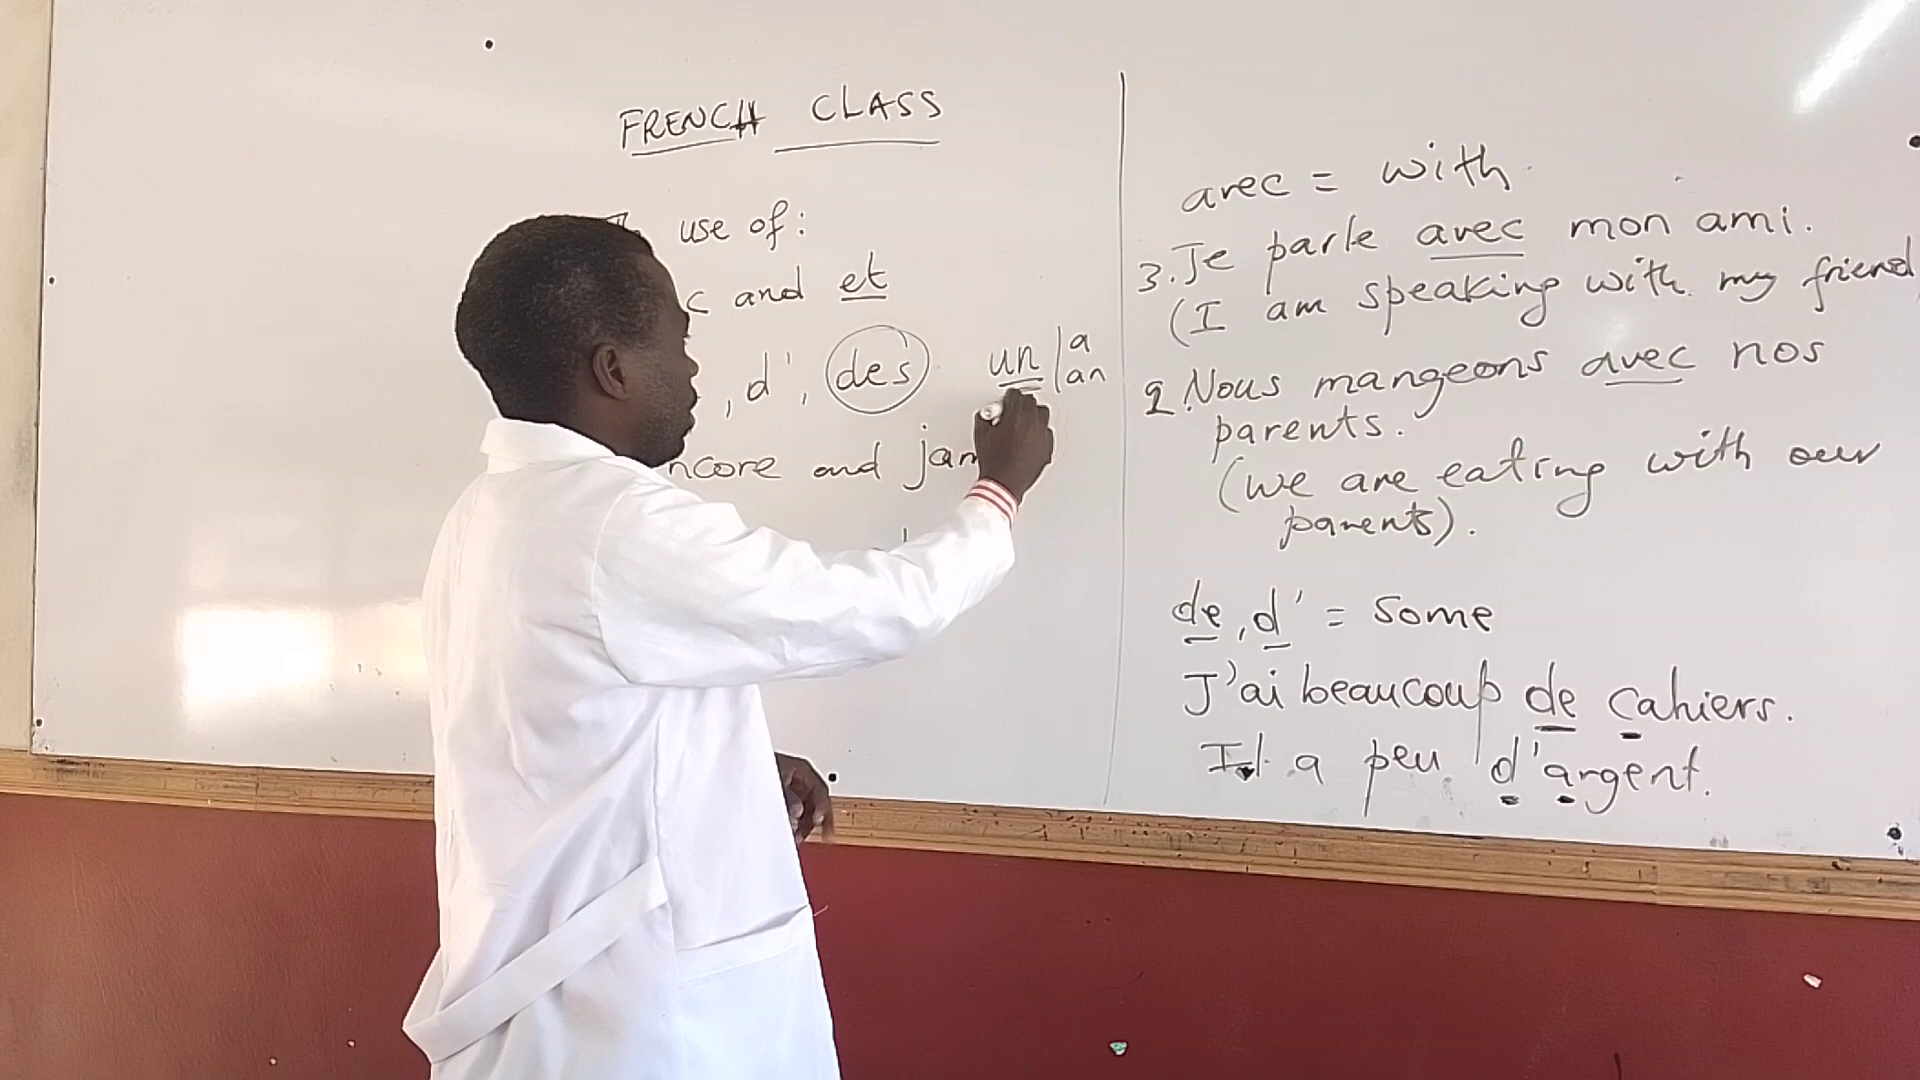 FRENCH CLASS
use of:
c and et
, d', des un | a
an
ncore and jam
avec = with
3. Je parle avec mon ami.
(I am speaking with my friend
2. Nous mangeons avec nos
parents.
(we are eating with our
parents).
de, d' = some
J'ai beaucoup de cahiers.
Il a peu d'argent.